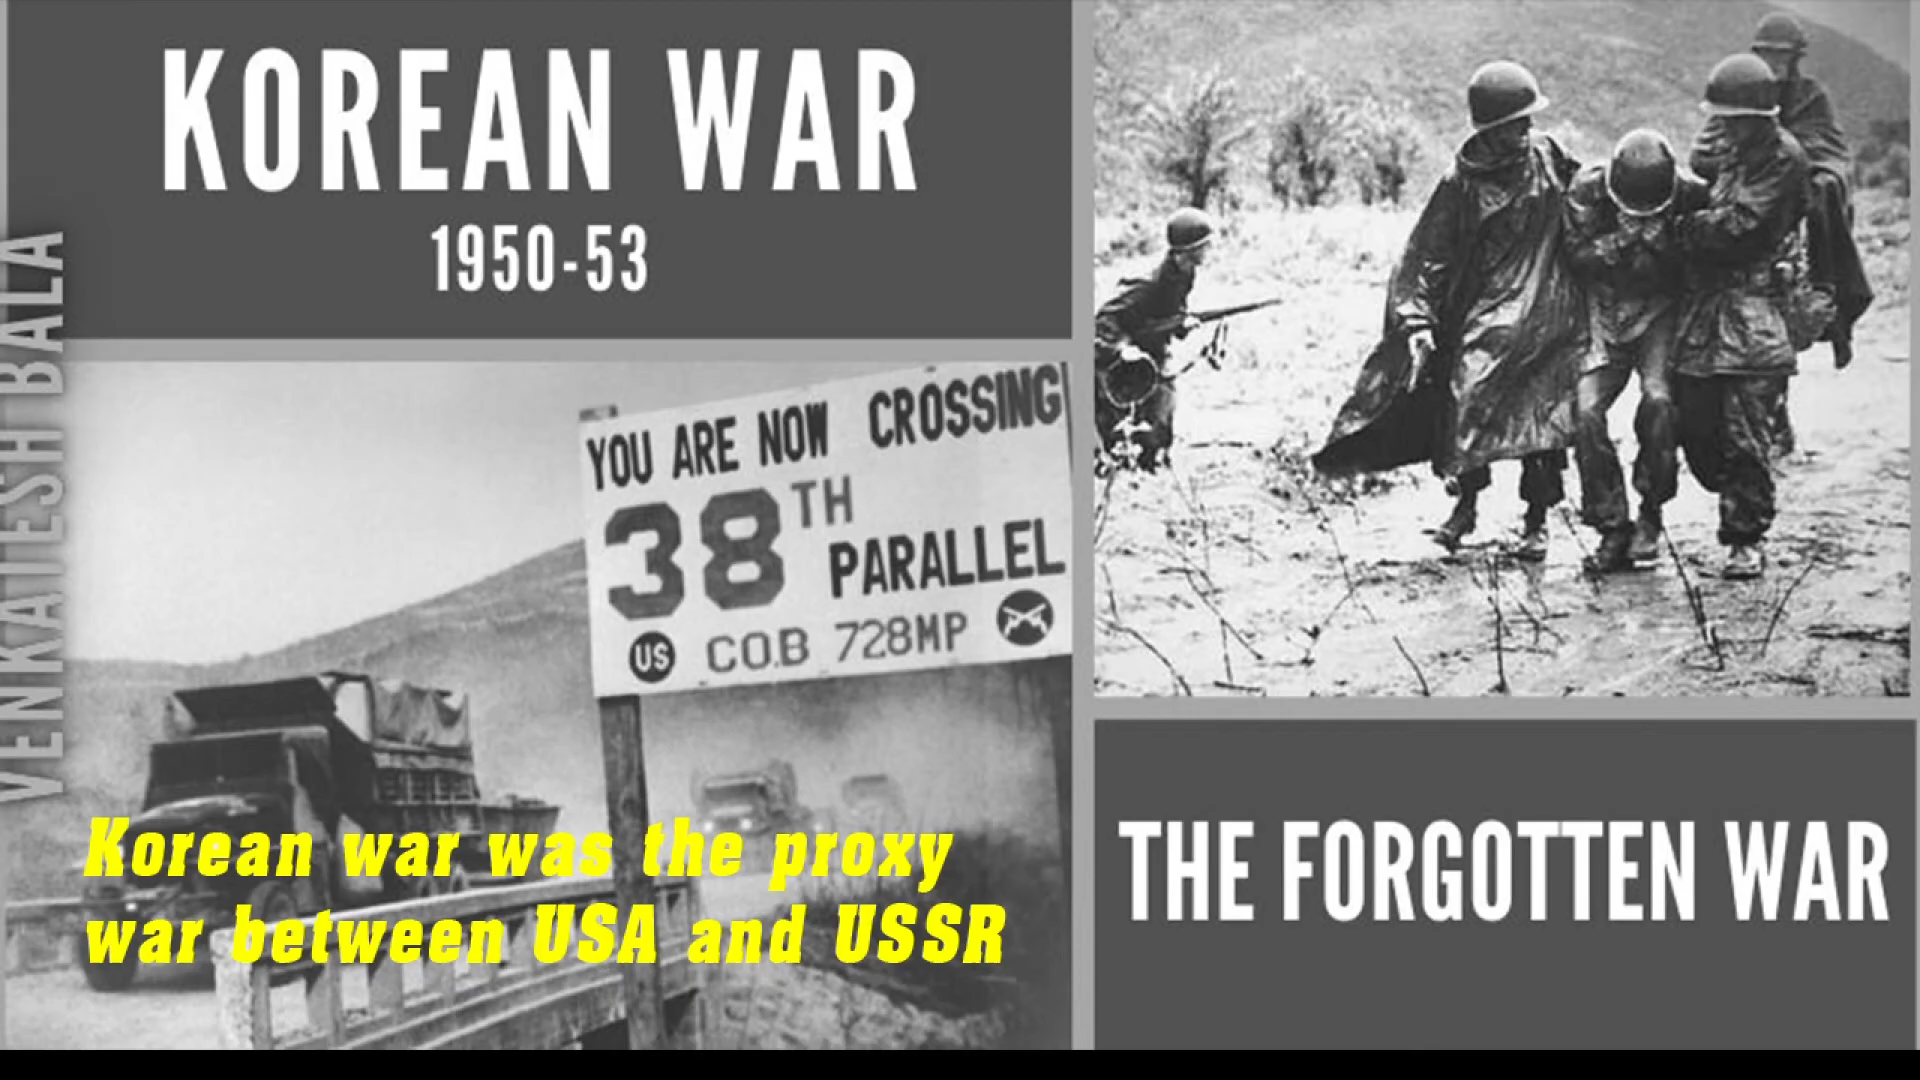 KOREAN WAR
1950-53
VENKATESH BALA
YOU ARE NOW CROSSING
38TH
PARALLEL
US CO.B 728MP
Korean war was the proxy
war between USA and USSR
THE FORGOTTEN WAR